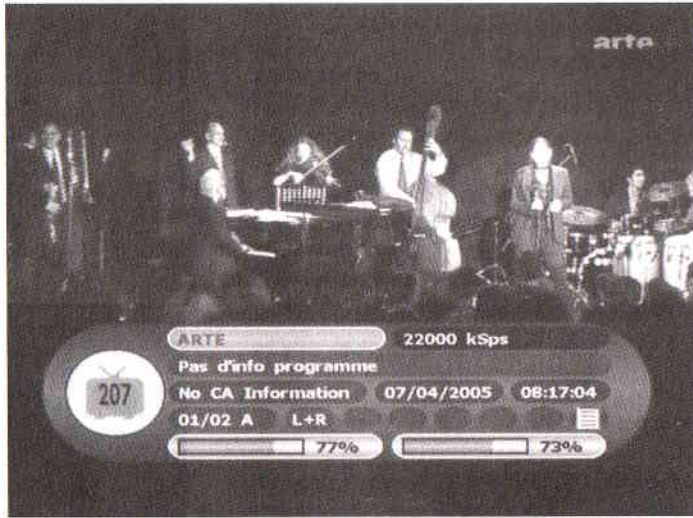 arte
ARTE 22000 kSps
Pas d'info programme
207
No CA Information 07/04/2005 08:17:04
01/02 A L+R
77% 73%